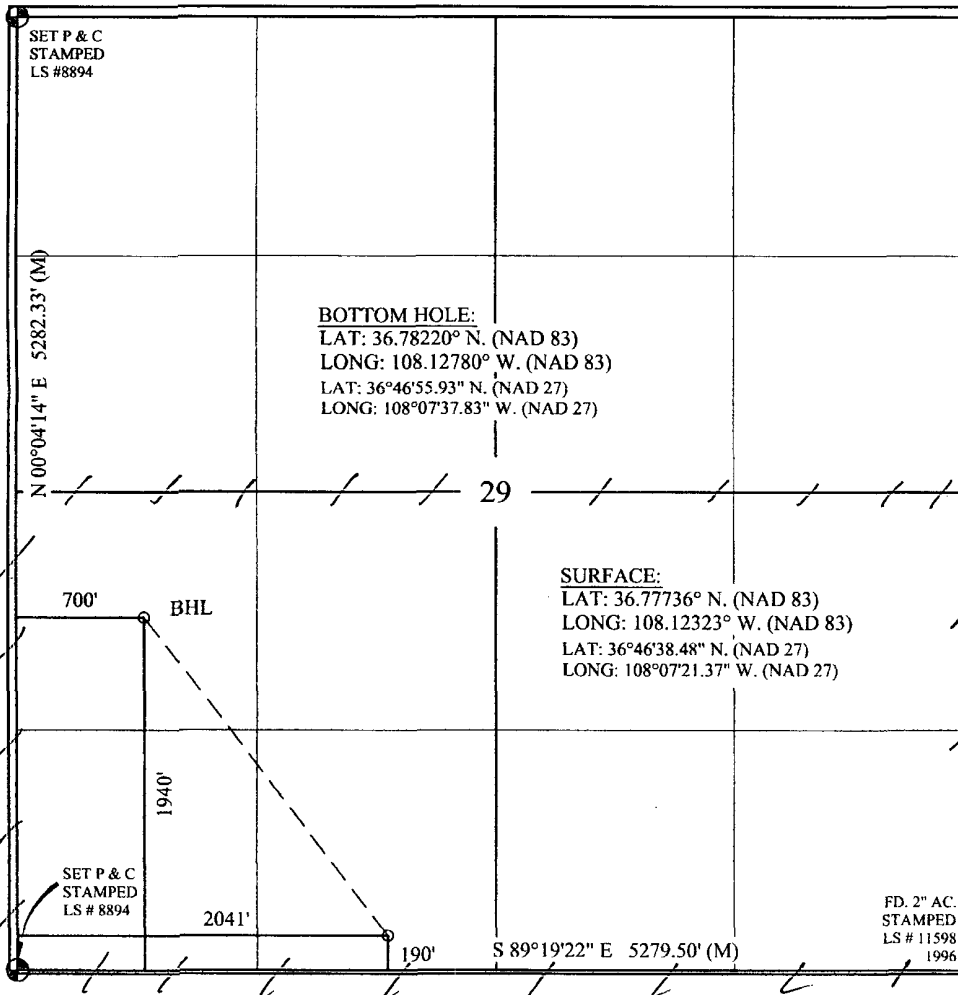 SET P & C
STAMPED
LS #8894
N 00°04'14" E 5282.33' (M)
BOTTOM HOLE:
LAT: 36.78220° N. (NAD 83)
LONG: 108.12780° W. (NAD 83)
LAT: 36°46'55.93" N. (NAD 27)
LONG: 108°07'37.83" W. (NAD 27)
29
SURFACE:
LAT: 36.77736° N. (NAD 83)
LONG: 108.12323° W. (NAD 83)
LAT: 36°46'38.48" N. (NAD 27)
LONG: 108°07'21.37" W. (NAD 27)
700'
BHL
1940'
SET P & C
STAMPED
LS # 8894
2041'
190'
S 89°19'22" E 5279.50' (M)
FD. 2" AC.
STAMPED
LS # 11598
1996